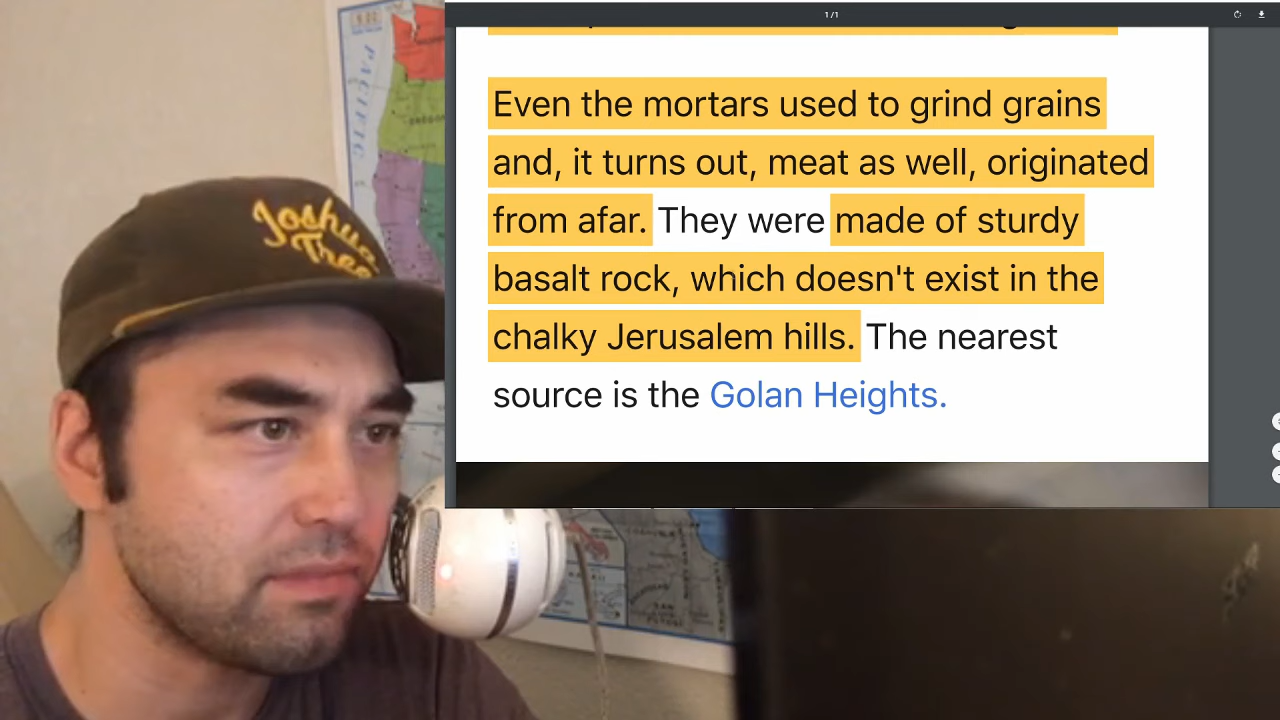 1/1
Even the mortars used to grind grains
and, it turns out, meat as well, originated
from afar. They were made of sturdy
basalt rock, which doesn't exist in the
chalky Jerusalem hills. The nearest
source is the Golan Heights.
Joshua
Tree
PACIFIC